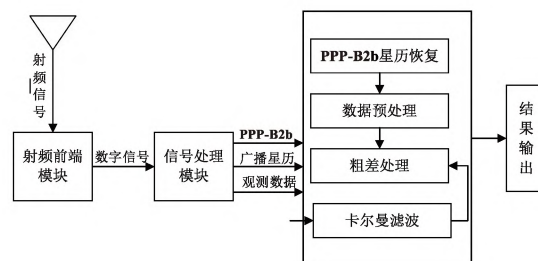 射频信号
射频前端
模块
数字信号
信号处理
模块
PPP-B2b
广播星历
观测数据
PPP-B2b星历恢复
数据预处理
粗差处理
卡尔曼滤波
结果输出